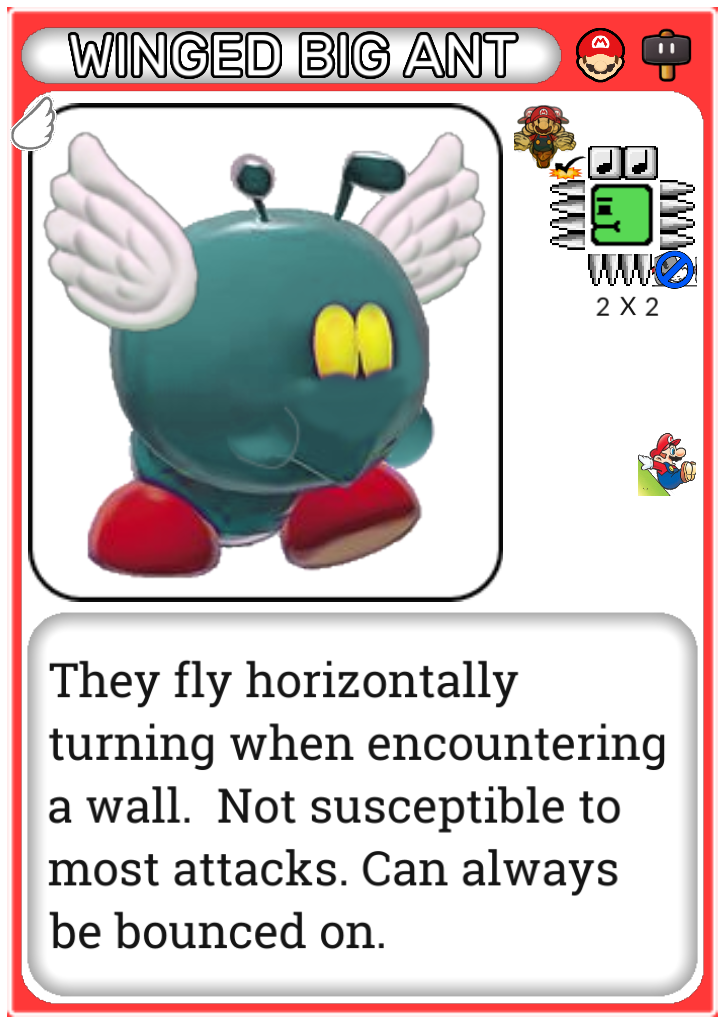 WINGED BIG ANT
2 X 2
They fly horizontally
turning when encountering
a wall.  Not susceptible to
most attacks. Can always
be bounced on.